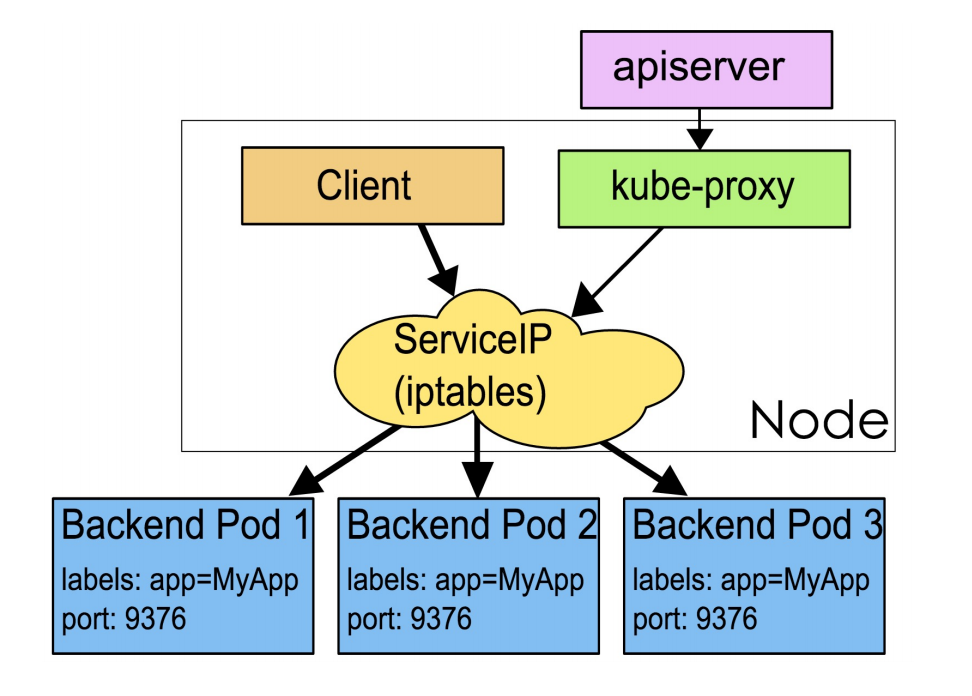 apiserver
Client
kube-proxy
ServiceIP
(iptables)
Node
Backend Pod 1
labels: app=MyApp
port: 9376
Backend Pod 2
labels: app=MyApp
port: 9376
Backend Pod 3
labels: app=MyApp
port: 9376